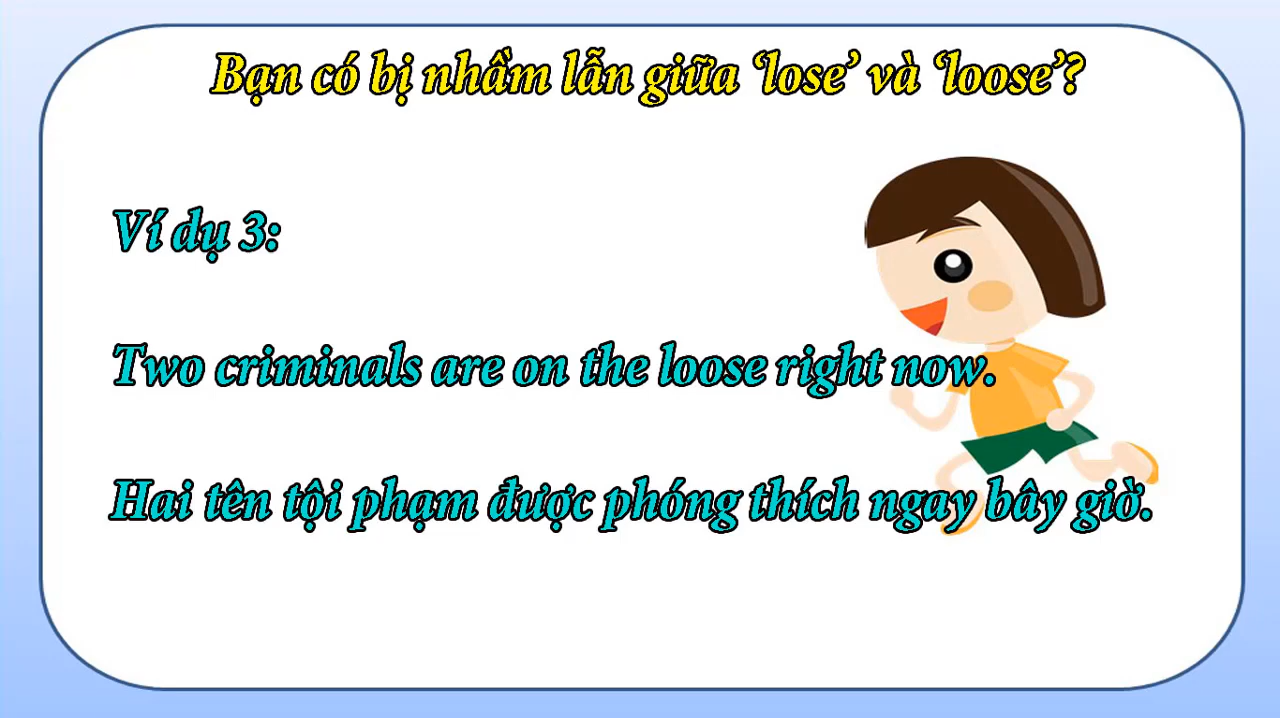 Bạn có bị nhầm lẫn giữa ‘lose’ và ‘loose’?
Ví dụ 3:
Two criminals are on the loose right now.
Hai tên tội phạm được phóng thích ngay bây giờ.